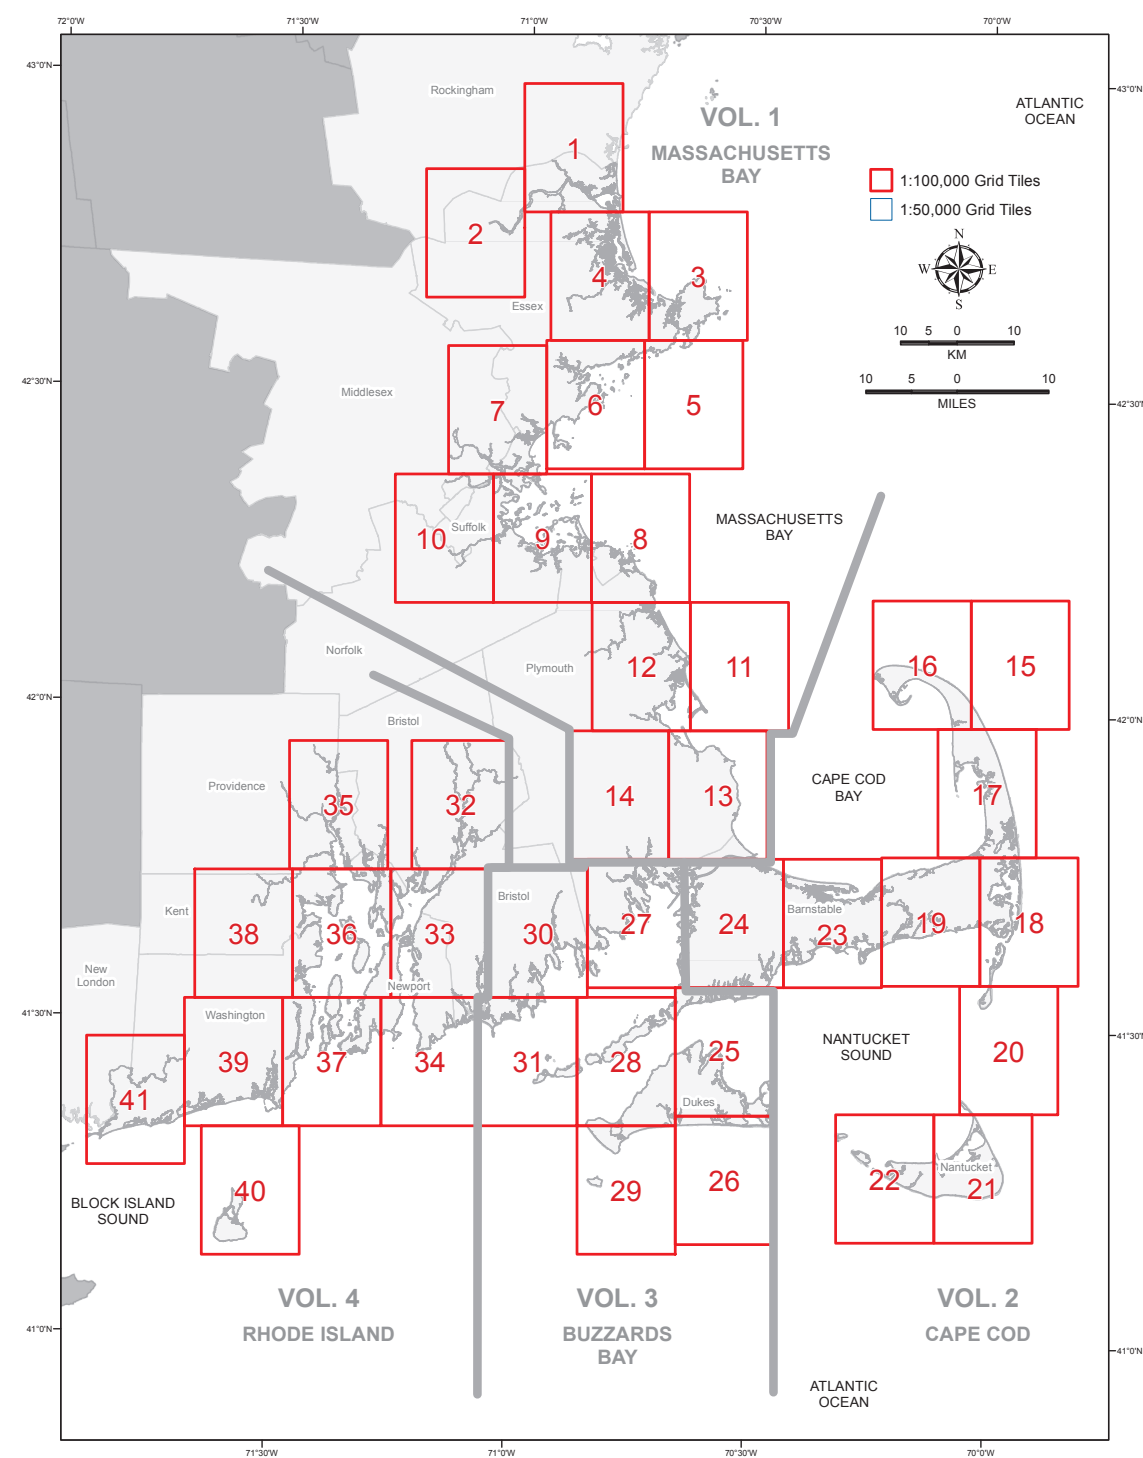 72°0'W
71°30'W
71°0'W
70°30'W
70°0'W
43°0'N
43°0'N
Rockingham
ATLANTIC
OCEAN
VOL. 1
MASSACHUSETTS
BAY
1
1:100,000 Grid Tiles
1:50,000 Grid Tiles
2
N
W
E
S
4
3
Essex
10
5
0
10
KM
10
5
0
10
MILES
42°30'N
42°30'N
Middlesex
7
6
5
MASSACHUSETTS
BAY
Suffolk
10
9
8
Norfolk
Plymouth
12
11
16
15
42°0'N
42°0'N
Bristol
Providence
CAPE COD
BAY
35
32
14
13
17
Kent
Bristol
Barnstable
38
36
33
30
27
24
23
19
18
New
London
Newport
41°30'N
41°30'N
Washington
NANTUCKET
SOUND
39
37
34
31
28
25
20
41
Dukes
Nantucket
40
29
26
22
21
BLOCK ISLAND
SOUND
VOL. 4
RHODE ISLAND
VOL. 3
BUZZARDS
BAY
VOL. 2
CAPE COD
41°0'N
41°0'N
ATLANTIC
OCEAN
71°30'W
71°0'W
70°30'W
70°0'W